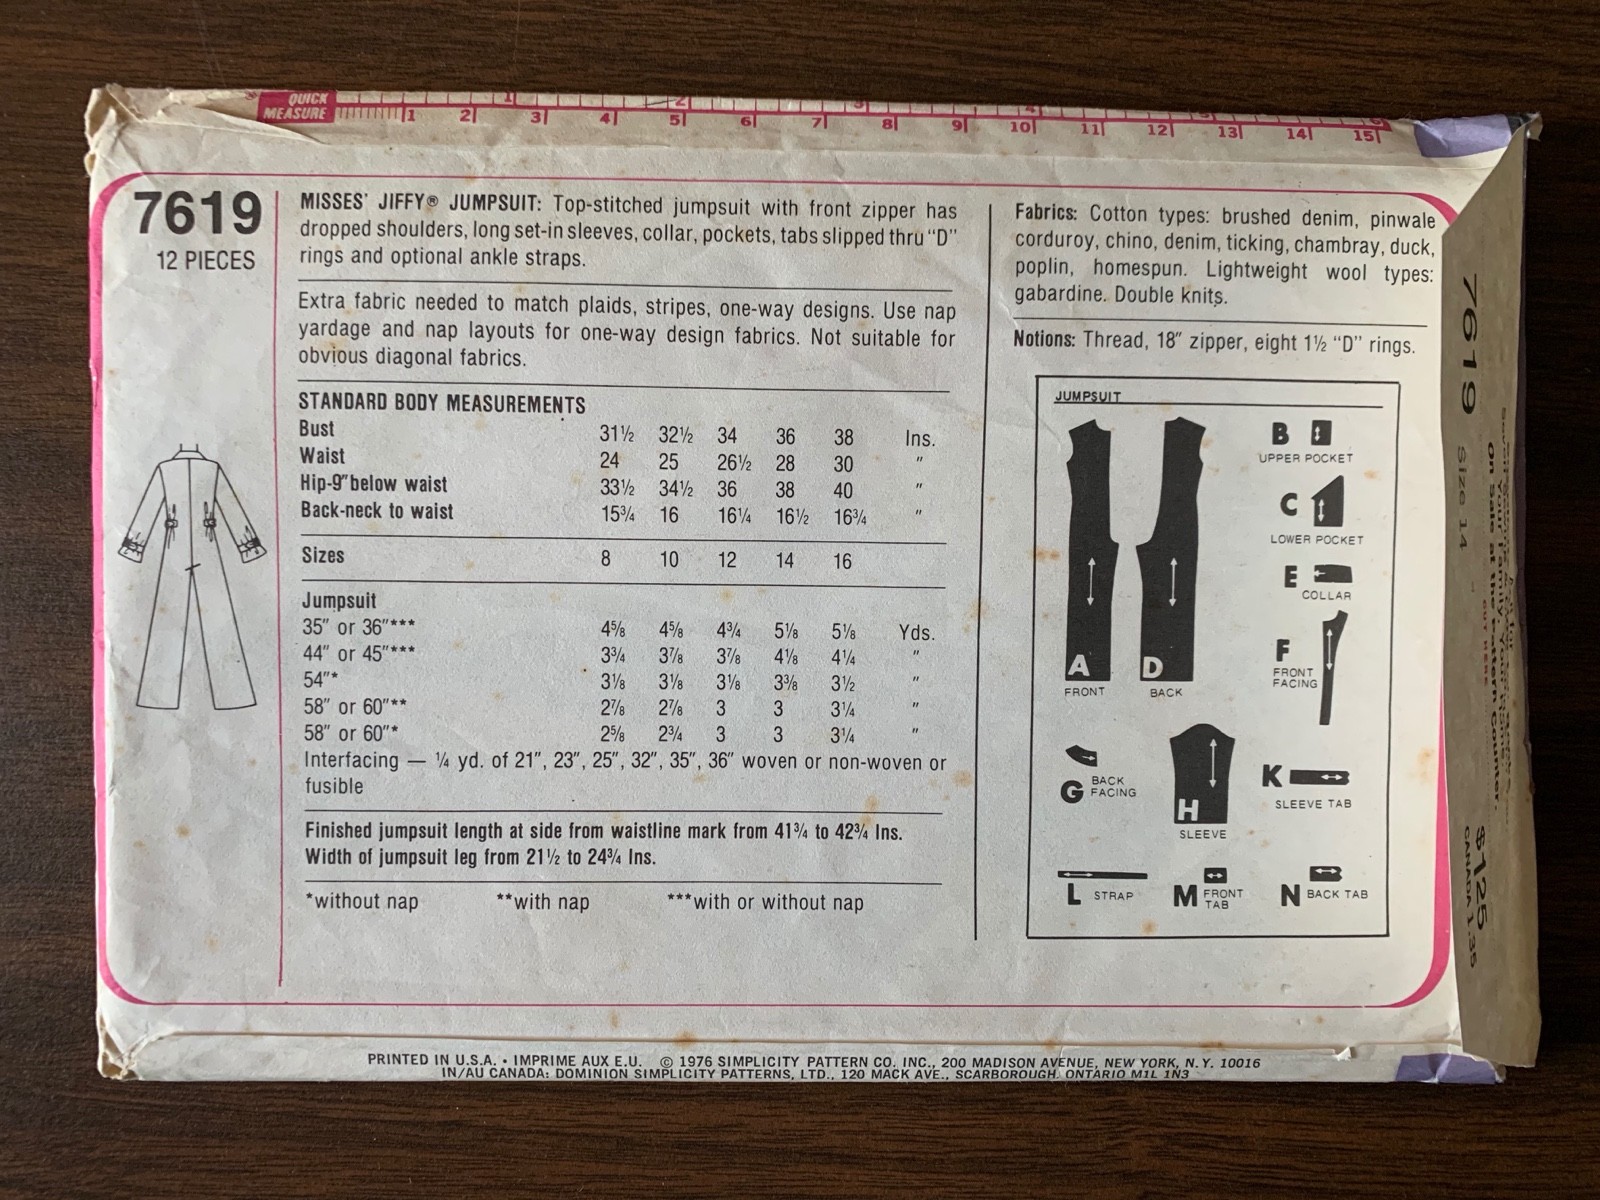 QUICK
MEASURE
1 2 3 4 5 6 7 8 9 10 11 12 13 14 15
7619
12 PIECES
MISSES' JIFFY® JUMPSUIT: Top-stitched jumpsuit with front zipper has
dropped shoulders, long set-in sleeves, collar, pockets, tabs slipped thru "D"
rings and optional ankle straps.
Extra fabric needed to match plaids, stripes, one-way designs. Use nap
yardage and nap layouts for one-way design fabrics. Not suitable for
obvious diagonal fabrics.
STANDARD BODY MEASUREMENTS
Bust 31½ 32½ 34 36 38 Ins.
Waist 24 25 26½ 28 30 "
Hip-9" below waist 33½ 34½ 36 38 40 "
Back-neck to waist 15¾ 16 16¼ 16½ 16¾ "
Sizes 8 10 12 14 16
Jumpsuit
35" or 36"*** 4⅝ 4⅝ 4¾ 5⅛ 5⅛ Yds.
44" or 45"*** 3¾ 3⅞ 3⅞ 4⅛ 4¼ "
54"* 3⅛ 3⅛ 3⅛ 3⅜ 3½ "
58" or 60"** 2⅞ 2⅞ 3 3 3¼ "
58" or 60"* 2⅝ 2¾ 3 3 3¼ "
Interfacing — ¼ yd. of 21", 23", 25", 32", 35", 36" woven or non-woven or
fusible
Finished jumpsuit length at side from waistline mark from 41¾ to 42¾ Ins.
Width of jumpsuit leg from 21½ to 24¾ Ins.
*without nap **with nap ***with or without nap
Fabrics: Cotton types: brushed denim, pinwale
corduroy, chino, denim, ticking, chambray, duck,
poplin, homespun. Lightweight wool types:
gabardine. Double knits.
Notions: Thread, 18" zipper, eight 1½ "D" rings.
JUMPSUIT
A
FRONT
D
BACK
B
UPPER POCKET
C
LOWER POCKET
E
COLLAR
F
FRONT
FACING
G
BACK
FACING
H
SLEEVE
K
SLEEVE TAB
L STRAP
M FRONT
TAB
N BACK TAB
7619
Size 14
On Sale at the Pattern Counter.
$1.25
CANADA 1.35
PRINTED IN U.S.A. • IMPRIME AUX E.U. © 1976 SIMPLICITY PATTERN CO. INC., 200 MADISON AVENUE, NEW YORK, N.Y. 10016
IN/AU CANADA: DOMINION SIMPLICITY PATTERNS, LTD., 120 MACK AVE., SCARBOROUGH, ONTARIO M1L 1N3